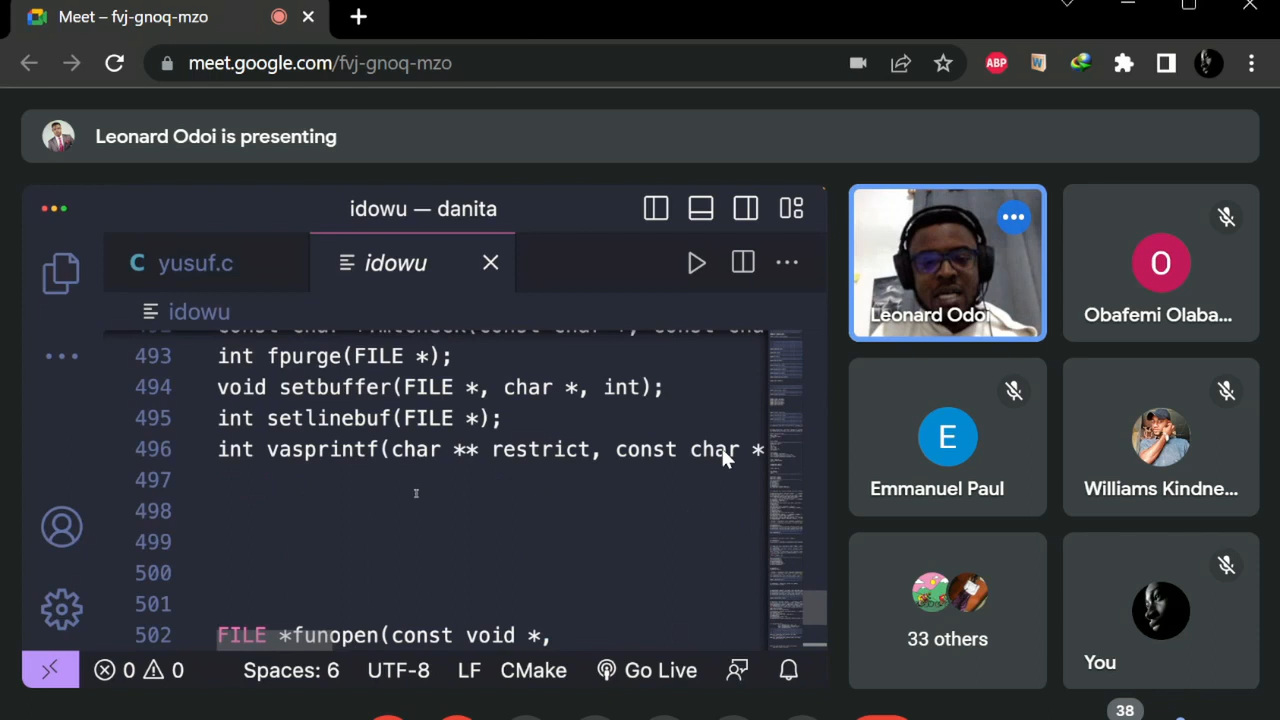 Meet – fvj-gnoq-mzo
meet.google.com/fvj-gnoq-mzo
ABP
W
Leonard Odoi is presenting
idowu — danita
C yusuf.c
idowu
idowu
493 int fpurge(FILE *);
494 void setbuffer(FILE *, char *, int);
495 int setlinebuf(FILE *);
496 int vasprintf(char ** restrict, const char *
497
498
499
500
501
502 FILE *funopen(const void *,
0 0 Spaces: 6 UTF-8 LF CMake Go Live
Leonard Odoi
O
Obafemi Olaba...
E
Emmanuel Paul
Williams Kindne...
33 others
You
38